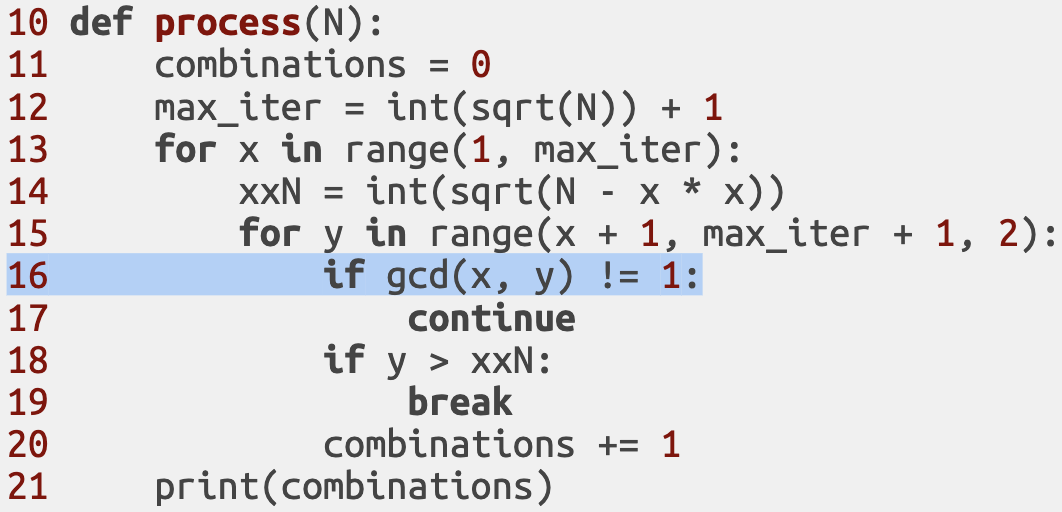 10 def process(N):
11     combinations = 0
12     max_iter = int(sqrt(N)) + 1
13     for x in range(1, max_iter):
14         xxN = int(sqrt(N - x * x))
15         for y in range(x + 1, max_iter + 1, 2):
16             if gcd(x, y) != 1:
17                 continue
18             if y > xxN:
19                 break
20             combinations += 1
21     print(combinations)